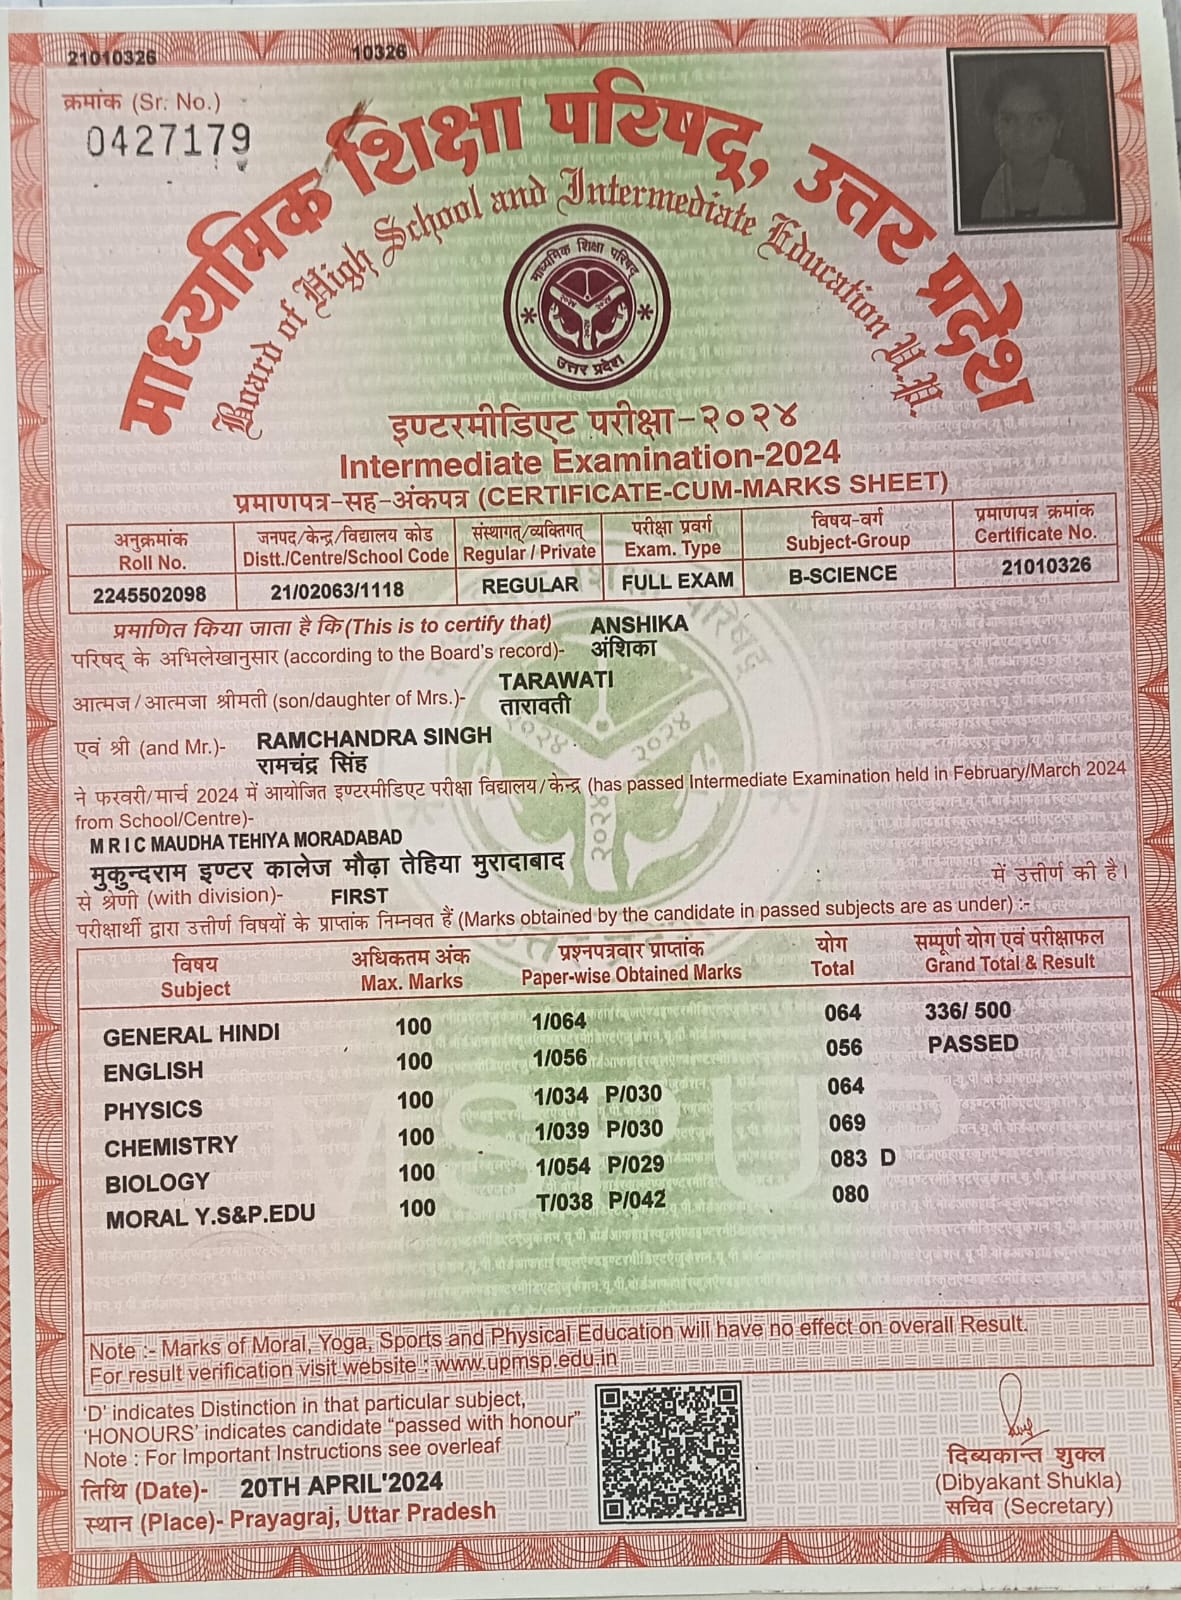 21010326 10326
क्रमांक (Sr. No.)
0427179
माध्यमिक शिक्षा परिषद्, उत्तर प्रदेश
Board of High School and Intermediate Education U.P.
माध्यमिक शिक्षा परिषद्
उत्तर प्रदेश
इण्टरमीडिएट परीक्षा-२०२४
Intermediate Examination-2024
प्रमाणपत्र-सह-अंकपत्र (CERTIFICATE-CUM-MARKS SHEET)
अनुक्रमांक जनपद/केन्द्र/विद्यालय कोड संस्थागत्/व्यक्तिगत् परीक्षा प्रवर्ग विषय-वर्ग प्रमाणपत्र क्रमांक
Roll No. Distt./Centre/School Code Regular / Private Exam. Type Subject-Group Certificate No.
2245502098 21/02063/1118 REGULAR FULL EXAM B-SCIENCE 21010326
प्रमाणित किया जाता है कि (This is to certify that) ANSHIKA
परिषद् के अभिलेखानुसार (according to the Board's record)- अंशिका
TARAWATI
आत्मज/आत्मजा श्रीमती (son/daughter of Mrs.)- तारावती
एवं श्री (and Mr.)- RAMCHANDRA SINGH
रामचंद्र सिंह
ने फरवरी/मार्च 2024 में आयोजित इण्टरमीडिएट परीक्षा विद्यालय/केन्द्र (has passed Intermediate Examination held in February/March 2024
from School/Centre)-
M R I C MAUDHA TEHIYA MORADABAD
मुकुन्दराम इण्टर कालेज मौढ़ा तेहिया मुरादाबाद में उत्तीर्ण की है।
से श्रेणी (with division)- FIRST
परीक्षार्थी द्वारा उत्तीर्ण विषयों के प्राप्तांक निम्नवत हैं (Marks obtained by the candidate in passed subjects are as under) :-
विषय अधिकतम अंक प्रश्नपत्रवार प्राप्तांक योग सम्पूर्ण योग एवं परीक्षाफल
Subject Max. Marks Paper-wise Obtained Marks Total Grand Total & Result
GENERAL HINDI 100 1/064 064 336/ 500
ENGLISH 100 1/056 056 PASSED
PHYSICS 100 1/034 P/030 064
CHEMISTRY 100 1/039 P/030 069
BIOLOGY 100 1/054 P/029 083 D
MORAL Y.S&P.EDU 100 T/038 P/042 080
Note :- Marks of Moral, Yoga, Sports and Physical Education will have no effect on overall Result.
For result verification visit website : www.upmsp.edu.in
'D' indicates Distinction in that particular subject,
'HONOURS' indicates candidate "passed with honour"
Note : For Important Instructions see overleaf
तिथि (Date)- 20TH APRIL'2024
स्थान (Place)- Prayagraj, Uttar Pradesh
दिब्यकान्त शुक्ल
(Dibyakant Shukla)
सचिव (Secretary)